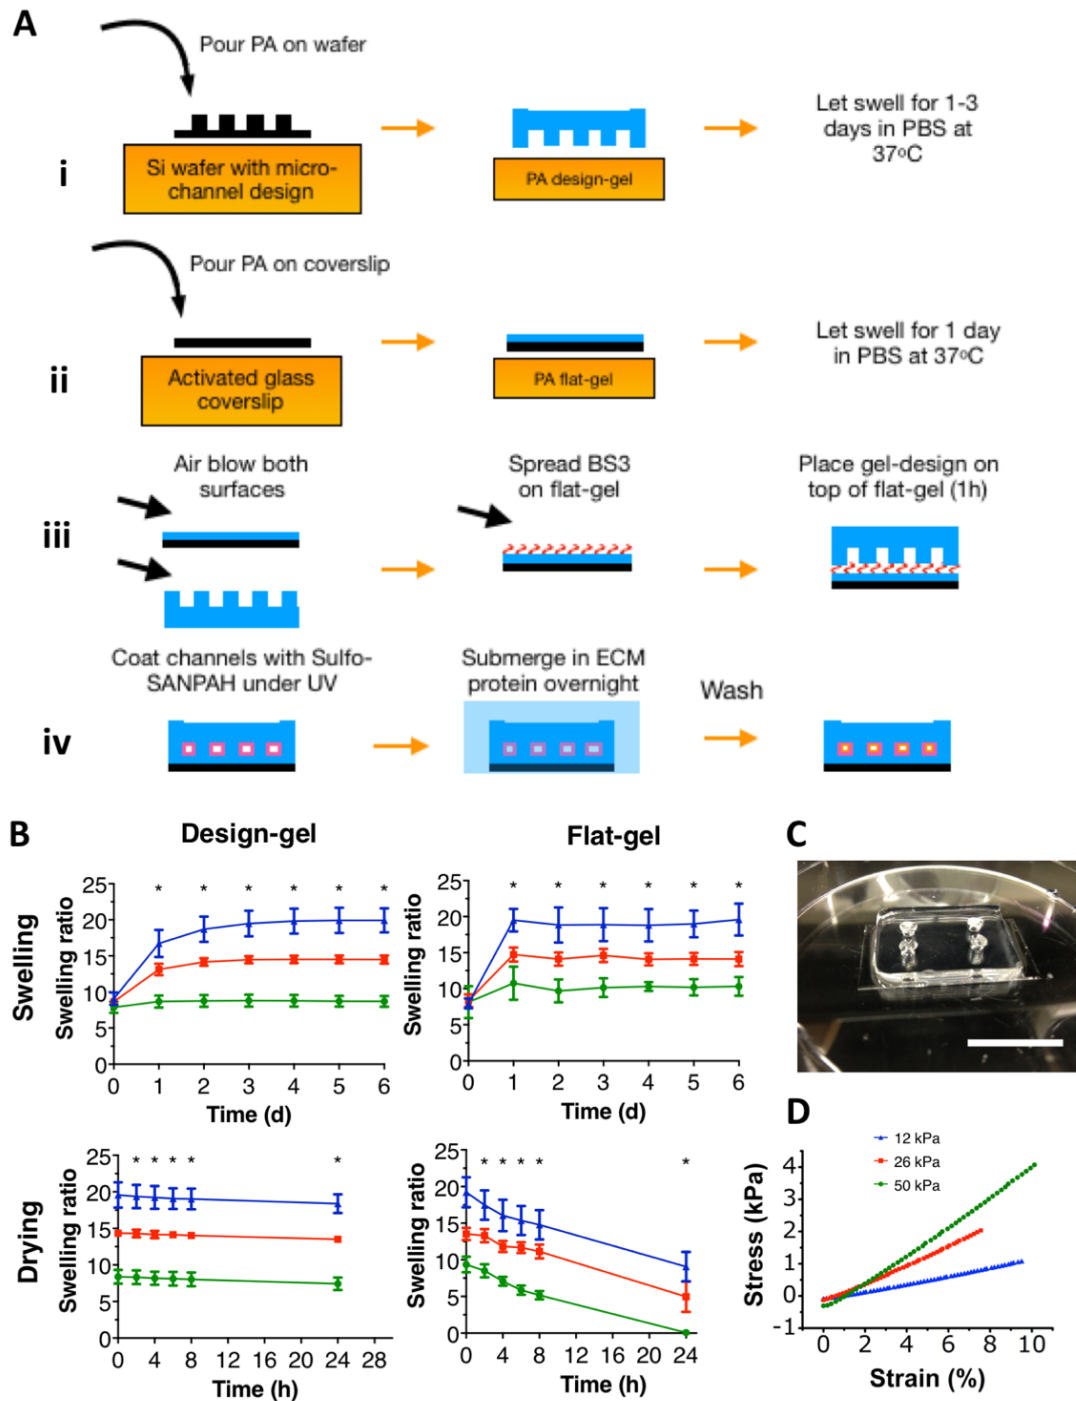 A
Pour PA on wafer
i
Si wafer with micro-
channel design
PA design-gel
Let swell for 1-3
days in PBS at
37ºC
Pour PA on coverslip
ii
Activated glass
coverslip
PA flat-gel
Let swell for 1 day
in PBS at 37ºC
iii
Air blow both
surfaces
Spread BS3
on flat-gel
Place gel-design on
top of flat-gel (1h)
iv
Coat channels with Sulfo-
SANPAH under UV
Submerge in ECM
protein overnight
Wash
B
Design-gel
Flat-gel
Swelling
Swelling ratio
25
20
15
10
5
0
* * * * * *
0 1 2 3 4 5 6
Time (d)
Swelling ratio
25
20
15
10
5
0
* * * * * *
0 1 2 3 4 5 6
Time (d)
Drying
Swelling ratio
25
20
15
10
5
0
* * * * *
0 4 8 12 16 20 24 28
Time (h)
Swelling ratio
25
20
15
10
5
0
* * * * *
0 4 8 12 16 20 24
Time (h)
C
D
12 kPa
26 kPa
50 kPa
Stress (kPa)
4
3
2
1
0
-1
0 2 4 6 8 10
Strain (%)